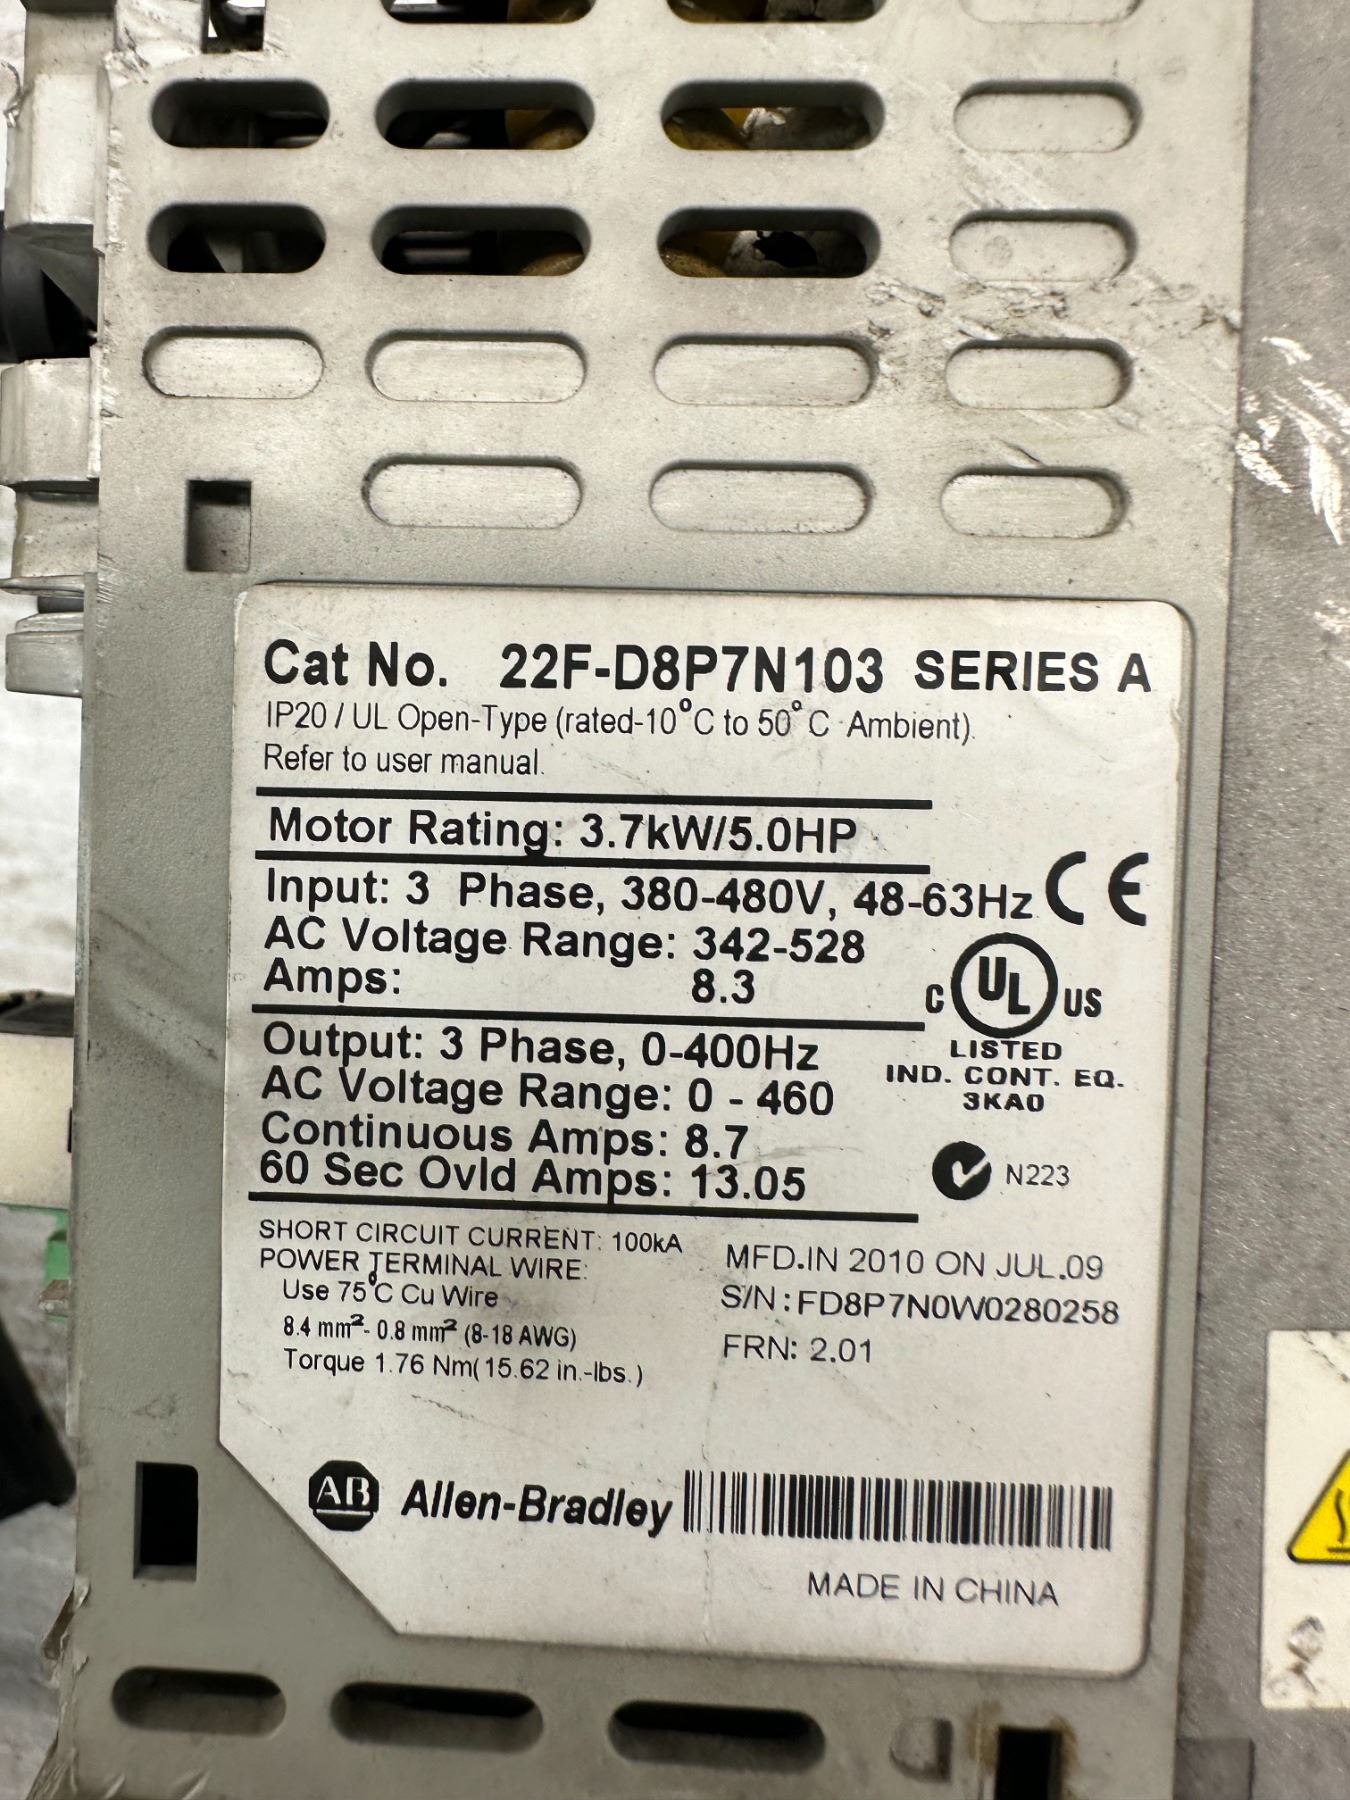 Cat No. 22F-D8P7N103 SERIES A
IP20 / UL Open-Type (rated-10°C to 50°C Ambient).
Refer to user manual.
Motor Rating: 3.7kW/5.0HP
Input: 3 Phase, 380-480V, 48-63Hz CE
AC Voltage Range: 342-528
Amps: 8.3
C UL US
LISTED
IND. CONT. EQ.
3KA0
Output: 3 Phase, 0-400Hz
AC Voltage Range: 0 - 460
Continuous Amps: 8.7
60 Sec Ovld Amps: 13.05
N223
SHORT CIRCUIT CURRENT: 100kA
POWER TERMINAL WIRE:
Use 75°C Cu Wire
8.4 mm²- 0.8 mm² (8-18 AWG)
Torque 1.76 Nm(15.62 in.-lbs.)
MFD.IN 2010 ON JUL.09
S/N:FD8P7N0W0280258
FRN: 2.01
AB Allen-Bradley
MADE IN CHINA